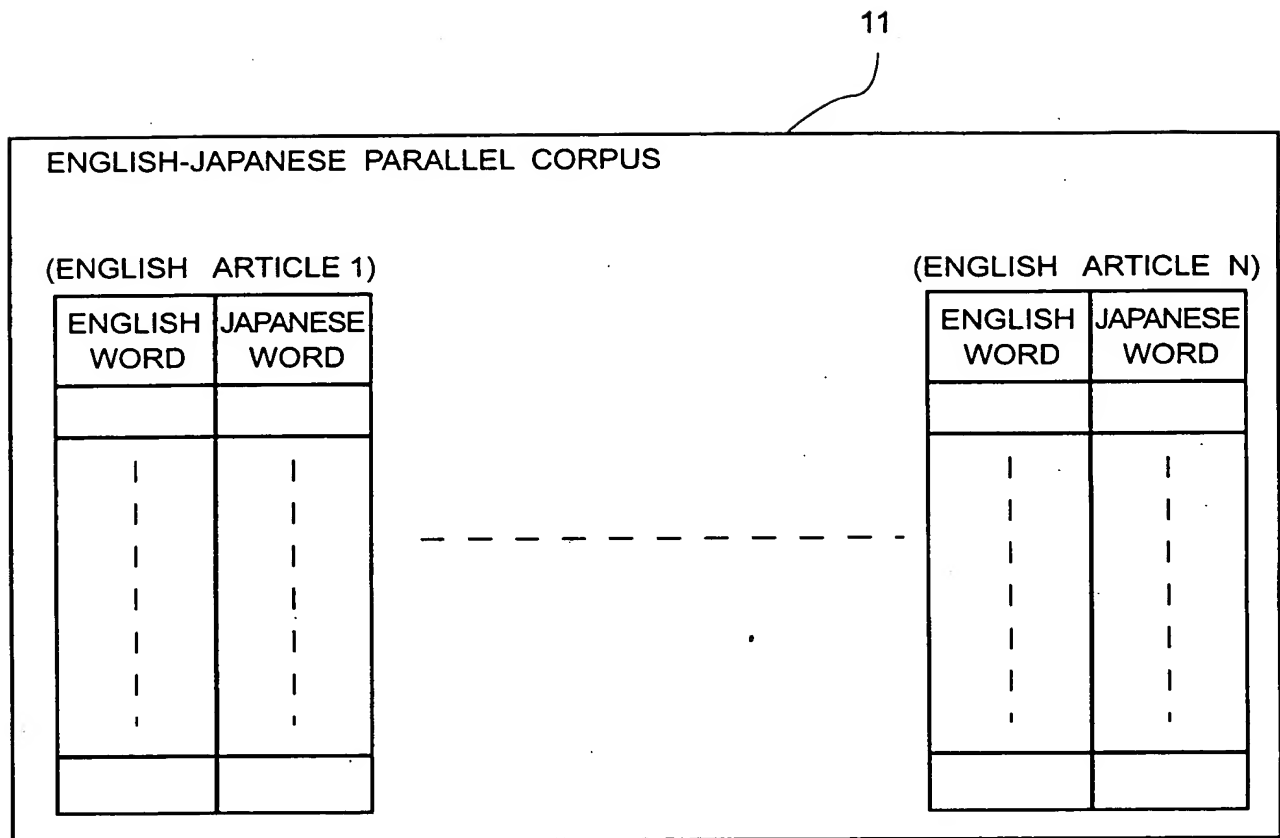 11
ENGLISH-JAPANESE PARALLEL CORPUS
(ENGLISH ARTICLE 1)
ENGLISH WORD
JAPANESE WORD
(ENGLISH ARTICLE N)
ENGLISH WORD
JAPANESE WORD